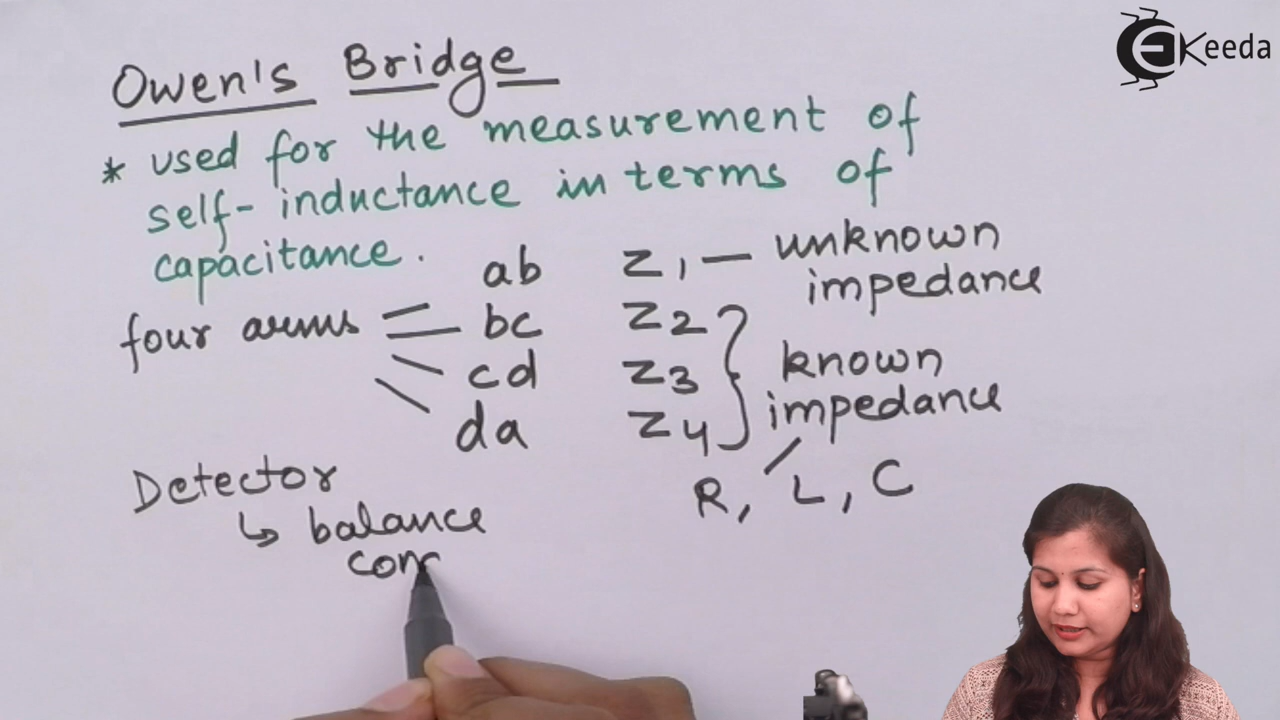 Owen's Bridge
* used for the measurement of
self-inductance in terms of
capacitance.
four arms
ab Z1 — unknown
impedance
bc Z2
cd Z3
da Z4
known
impedance
R, L, C
Detector
↳ balance
con
EKeeda